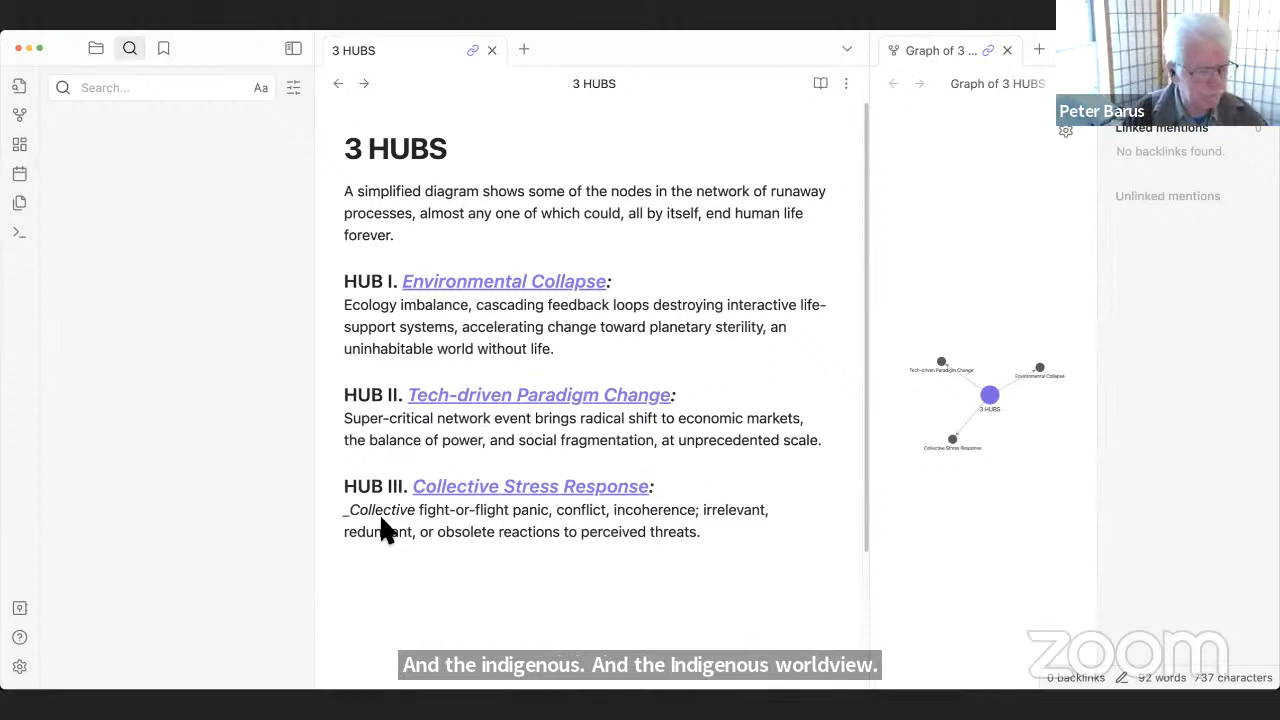 3 HUBS
Graph of 3 ...
Search...
Aa
3 HUBS
Graph of 3 HUBS
Peter Barus
Linked mentions
0
No backlinks found.
Unlinked mentions
3 HUBS
A simplified diagram shows some of the nodes in the network of runaway
processes, almost any one of which could, all by itself, end human life
forever.
HUB I. Environmental Collapse:
Ecology imbalance, cascading feedback loops destroying interactive life-
support systems, accelerating change toward planetary sterility, an
uninhabitable world without life.
HUB II. Tech-driven Paradigm Change:
Super-critical network event brings radical shift to economic markets,
the balance of power, and social fragmentation, at unprecedented scale.
HUB III. Collective Stress Response:
_Collective fight-or-flight panic, conflict, incoherence; irrelevant,
redundant, or obsolete reactions to perceived threats.
Tech-driven Paradigm Change
Environmental Collapse
3 HUBS
Collective Stress Response
And the indigenous. And the Indigenous worldview.
zoom
0 backlinks
92 words
737 characters